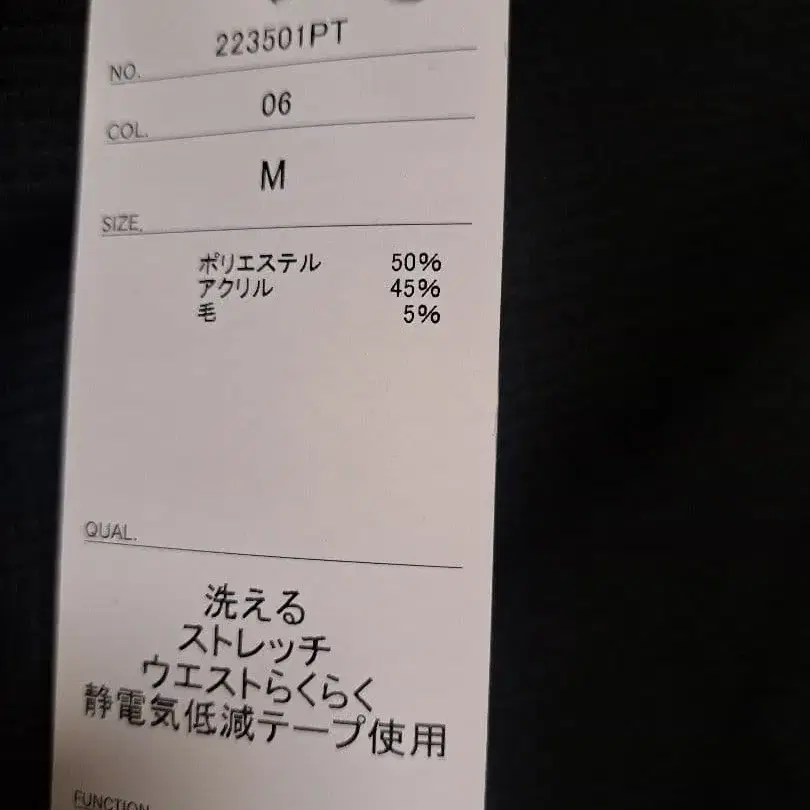 223501PT
NO.
06
COL.
M
SIZE.
ポリエステル 50%
アクリル 45%
毛 5%
QUAL.
洗える
ストレッチ
ウエストらくらく
静電気低減テープ使用
FUNCTION